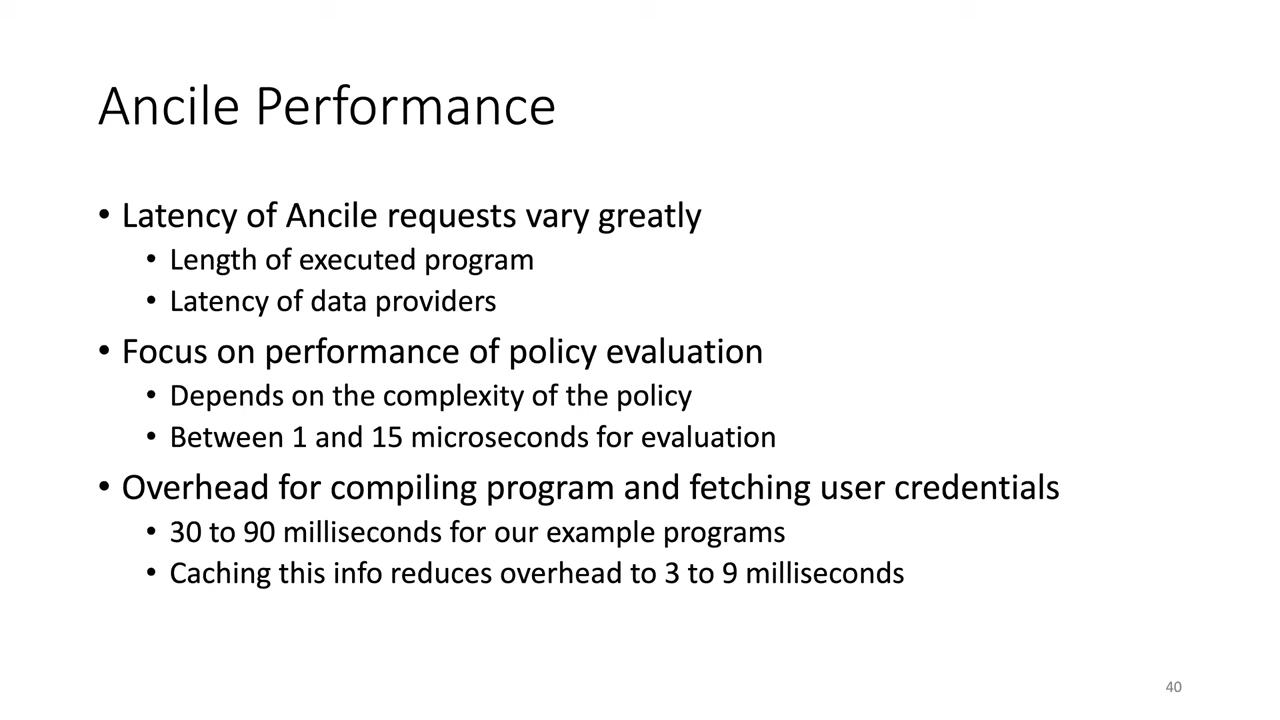 Ancile Performance
• Latency of Ancile requests vary greatly
• Length of executed program
• Latency of data providers
• Focus on performance of policy evaluation
• Depends on the complexity of the policy
• Between 1 and 15 microseconds for evaluation
• Overhead for compiling program and fetching user credentials
• 30 to 90 milliseconds for our example programs
• Caching this info reduces overhead to 3 to 9 milliseconds
40